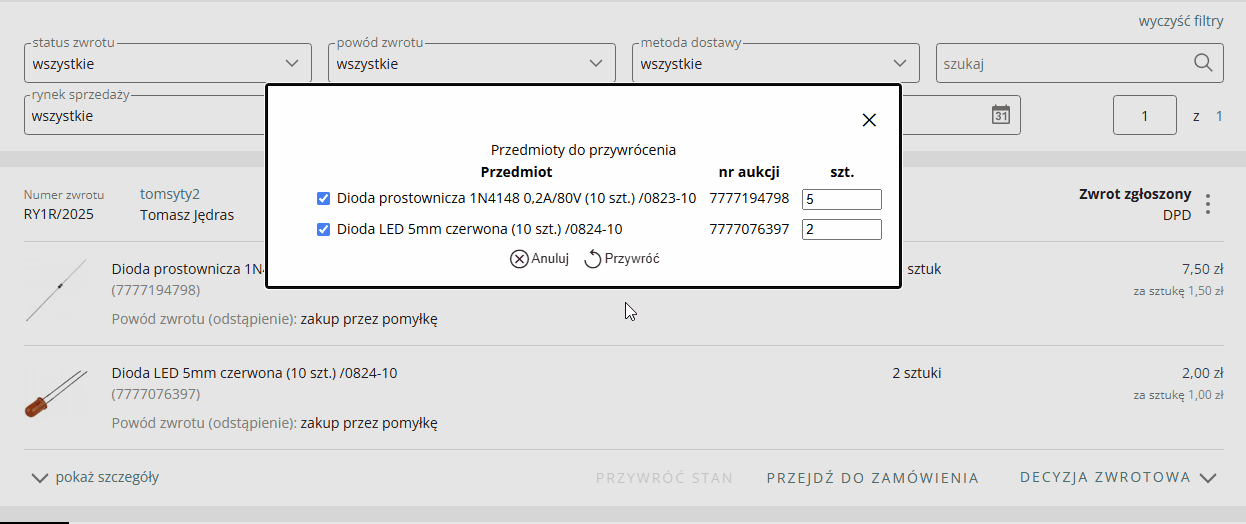 wyczyść filtry
status zwrotu powód zwrotu metoda dostawy
wszystkie wszystkie wszystkie szukaj
rynek sprzedaży
wszystkie 31 1 z 1
Przedmioty do przywrócenia
Przedmiot nr aukcji szt.
Dioda prostownicza 1N4148 0,2A/80V (10 szt.) /0823-10 7777194798 5
Dioda LED 5mm czerwona (10 szt.) /0824-10 7777076397 2
Anuluj Przywróć
Numer zwrotu tomsyty2 Zwrot zgłoszony
RY1R/2025 Tomasz Jędras DPD
Dioda prostownicza 1N4 sztuk 7,50 zł
(7777194798) za sztukę 1,50 zł
Powód zwrotu (odstąpienie): zakup przez pomyłkę
Dioda LED 5mm czerwona (10 szt.) /0824-10 2 sztuki 2,00 zł
(7777076397) za sztukę 1,00 zł
Powód zwrotu (odstąpienie): zakup przez pomyłkę
pokaż szczegóły PRZYWRÓĆ STAN PRZEJDŹ DO ZAMÓWIENIA DECYZJA ZWROTOWA